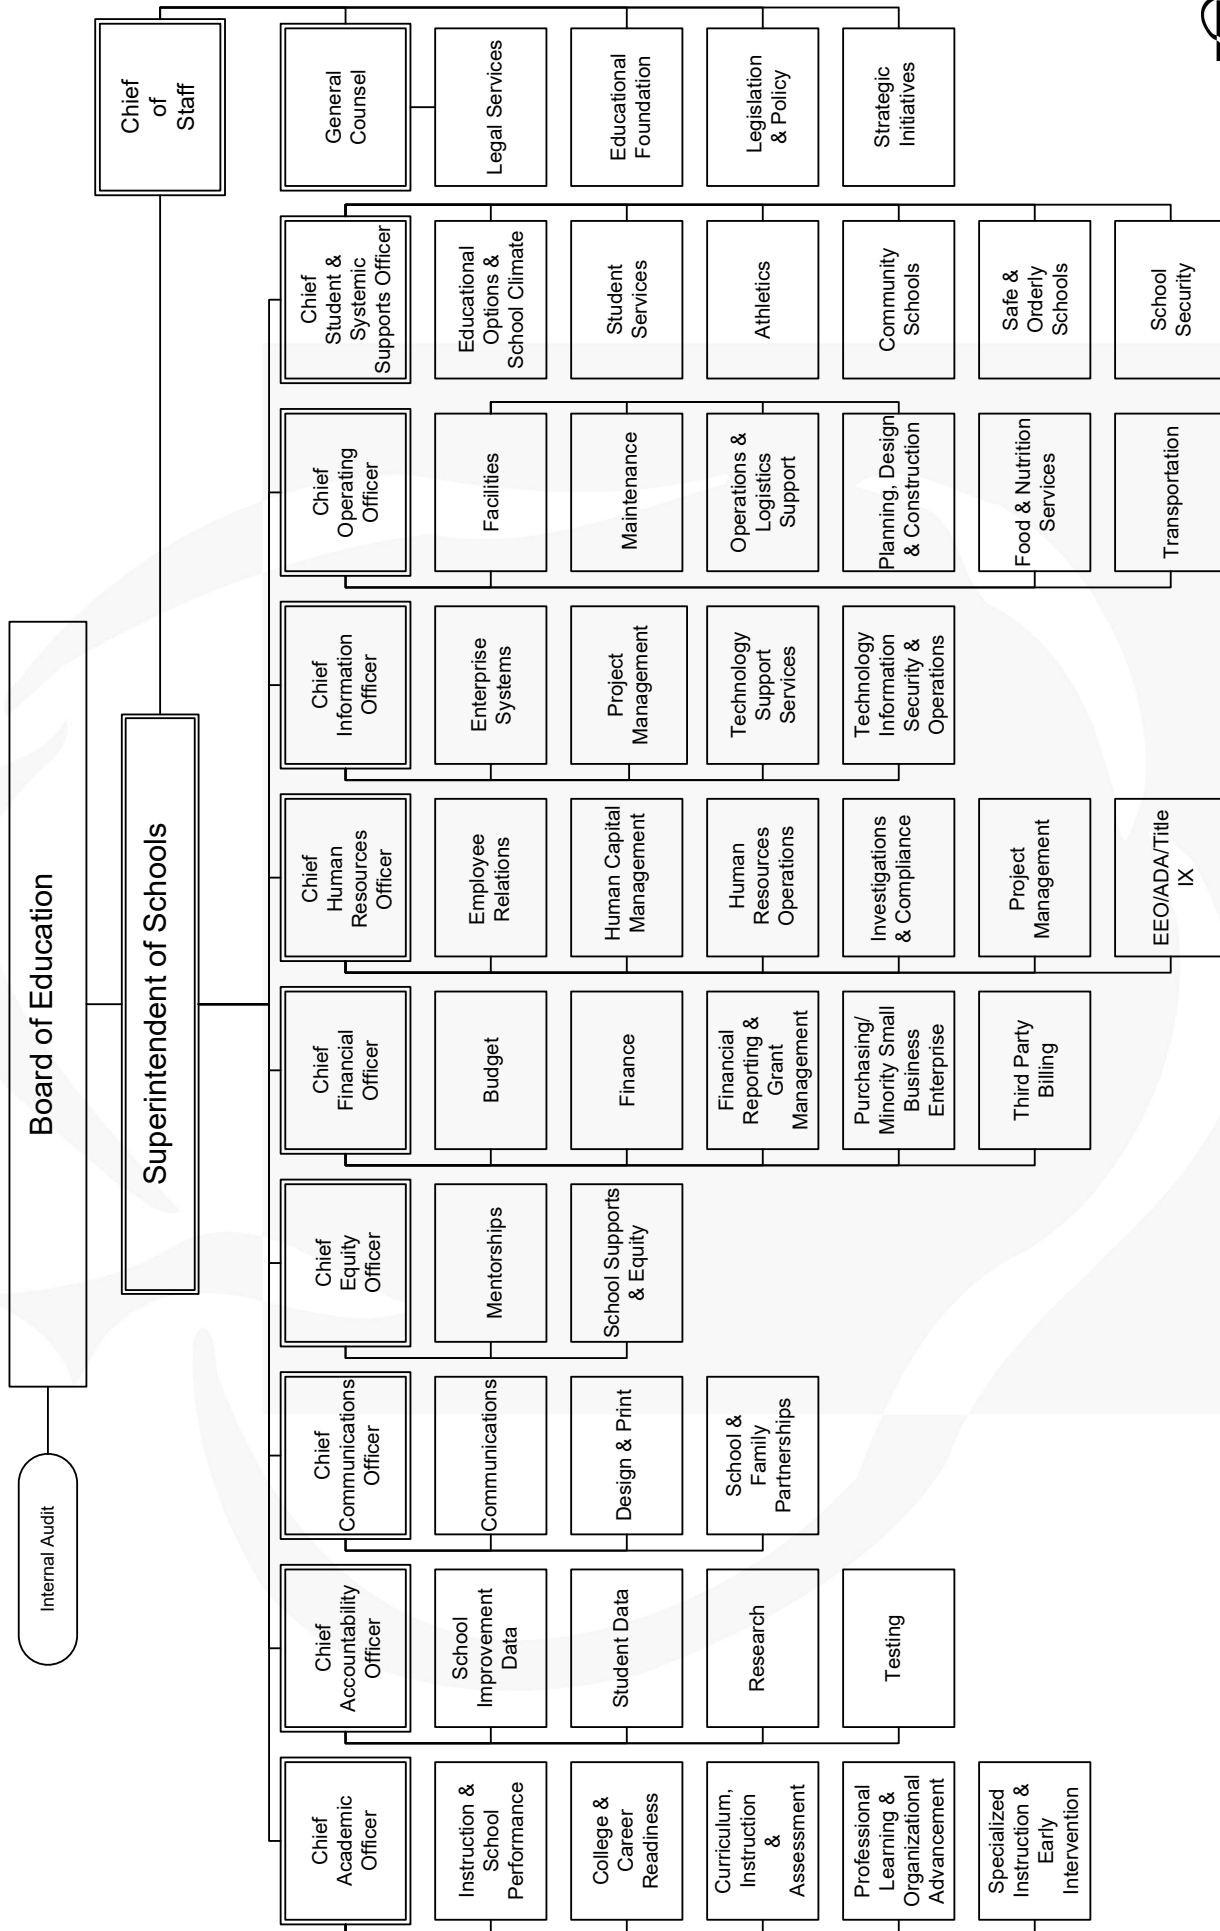 Board of Education
Internal Audit
Superintendent of Schools
Chief
of
Staff
Chief
Academic
Officer
Instruction &
School
Performance
College &
Career
Readiness
Curriculum,
Instruction
&
Assessment
Professional
Learning &
Organizational
Advancement
Specialized
Instruction &
Early
Intervention
Chief
Accountability
Officer
School
Improvement
Data
Student Data
Research
Testing
Chief
Communications
Officer
Communications
Design & Print
School &
Family
Partnerships
Chief
Equity
Officer
Mentorships
School Supports
& Equity
Chief
Financial
Officer
Budget
Finance
Financial
Reporting &
Grant
Management
Purchasing/
Minority Small
Business
Enterprise
Third Party
Billing
Chief
Human
Resources
Officer
Employee
Relations
Human Capital
Management
Human
Resources
Operations
Investigations
& Compliance
Project
Management
EEO/ADA/Title
IX
Chief
Information
Officer
Enterprise
Systems
Project
Management
Technology
Support
Services
Technology
Information
Security &
Operations
Chief
Operating
Officer
Facilities
Maintenance
Operations &
Logistics
Support
Planning, Design
& Construction
Food & Nutrition
Services
Transportation
Chief
Student &
Systemic
Supports Officer
Educational
Options &
School Climate
Student
Services
Athletics
Community
Schools
Safe &
Orderly
Schools
School
Security
General
Counsel
Legal Services
Educational
Foundation
Legislation
& Policy
Strategic
Initiatives